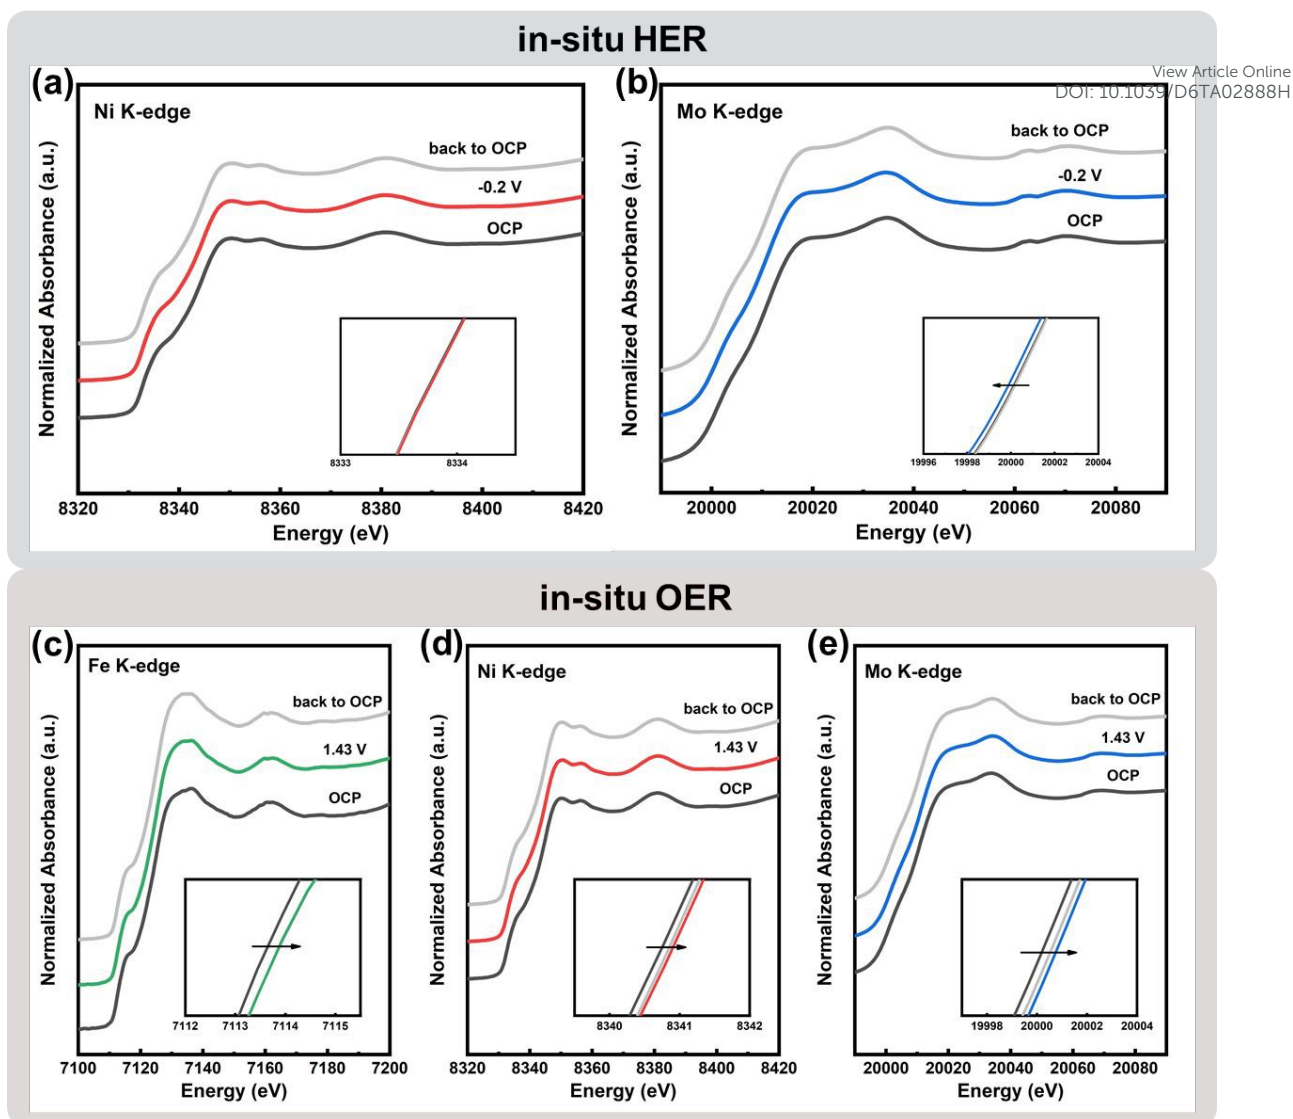 in-situ HER
View Article Online
DOI: 10.1039/D6TA02888H
(a)
Ni K-edge
back to OCP
-0.2 V
OCP
Normalized Absorbance (a.u.)
8333 8334
8320 8340 8360 8380 8400 8420
Energy (eV)
(b)
Mo K-edge
back to OCP
-0.2 V
OCP
Normalized Absorbance (a.u.)
19996 19998 20000 20002 20004
20000 20020 20040 20060 20080
Energy (eV)
in-situ OER
(c)
Fe K-edge
back to OCP
1.43 V
OCP
Normalized Absorbance (a.u.)
7112 7113 7114 7115
7100 7120 7140 7160 7180 7200
Energy (eV)
(d)
Ni K-edge
back to OCP
1.43 V
OCP
Normalized Absorbance (a.u.)
8340 8341 8342
8320 8340 8360 8380 8400 8420
Energy (eV)
(e)
Mo K-edge
back to OCP
1.43 V
OCP
Normalized Absorbance (a.u.)
19998 20000 20002 20004
20000 20020 20040 20060 20080
Energy (eV)